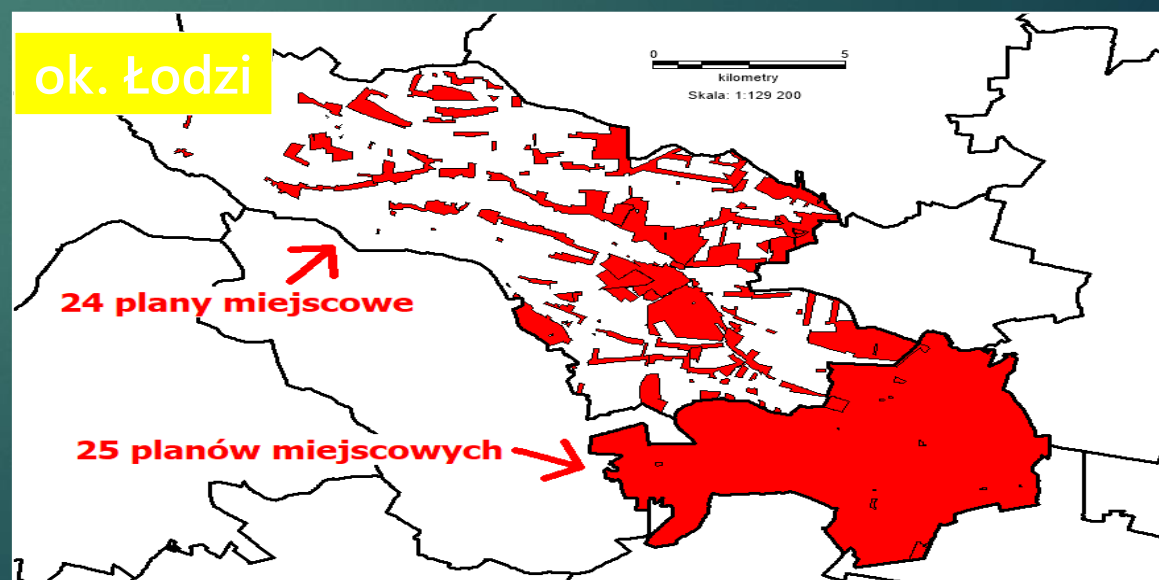 ok. Łodzi
0 5
kilometry
Skala: 1:129 200
24 plany miejscowe
25 planów miejscowych